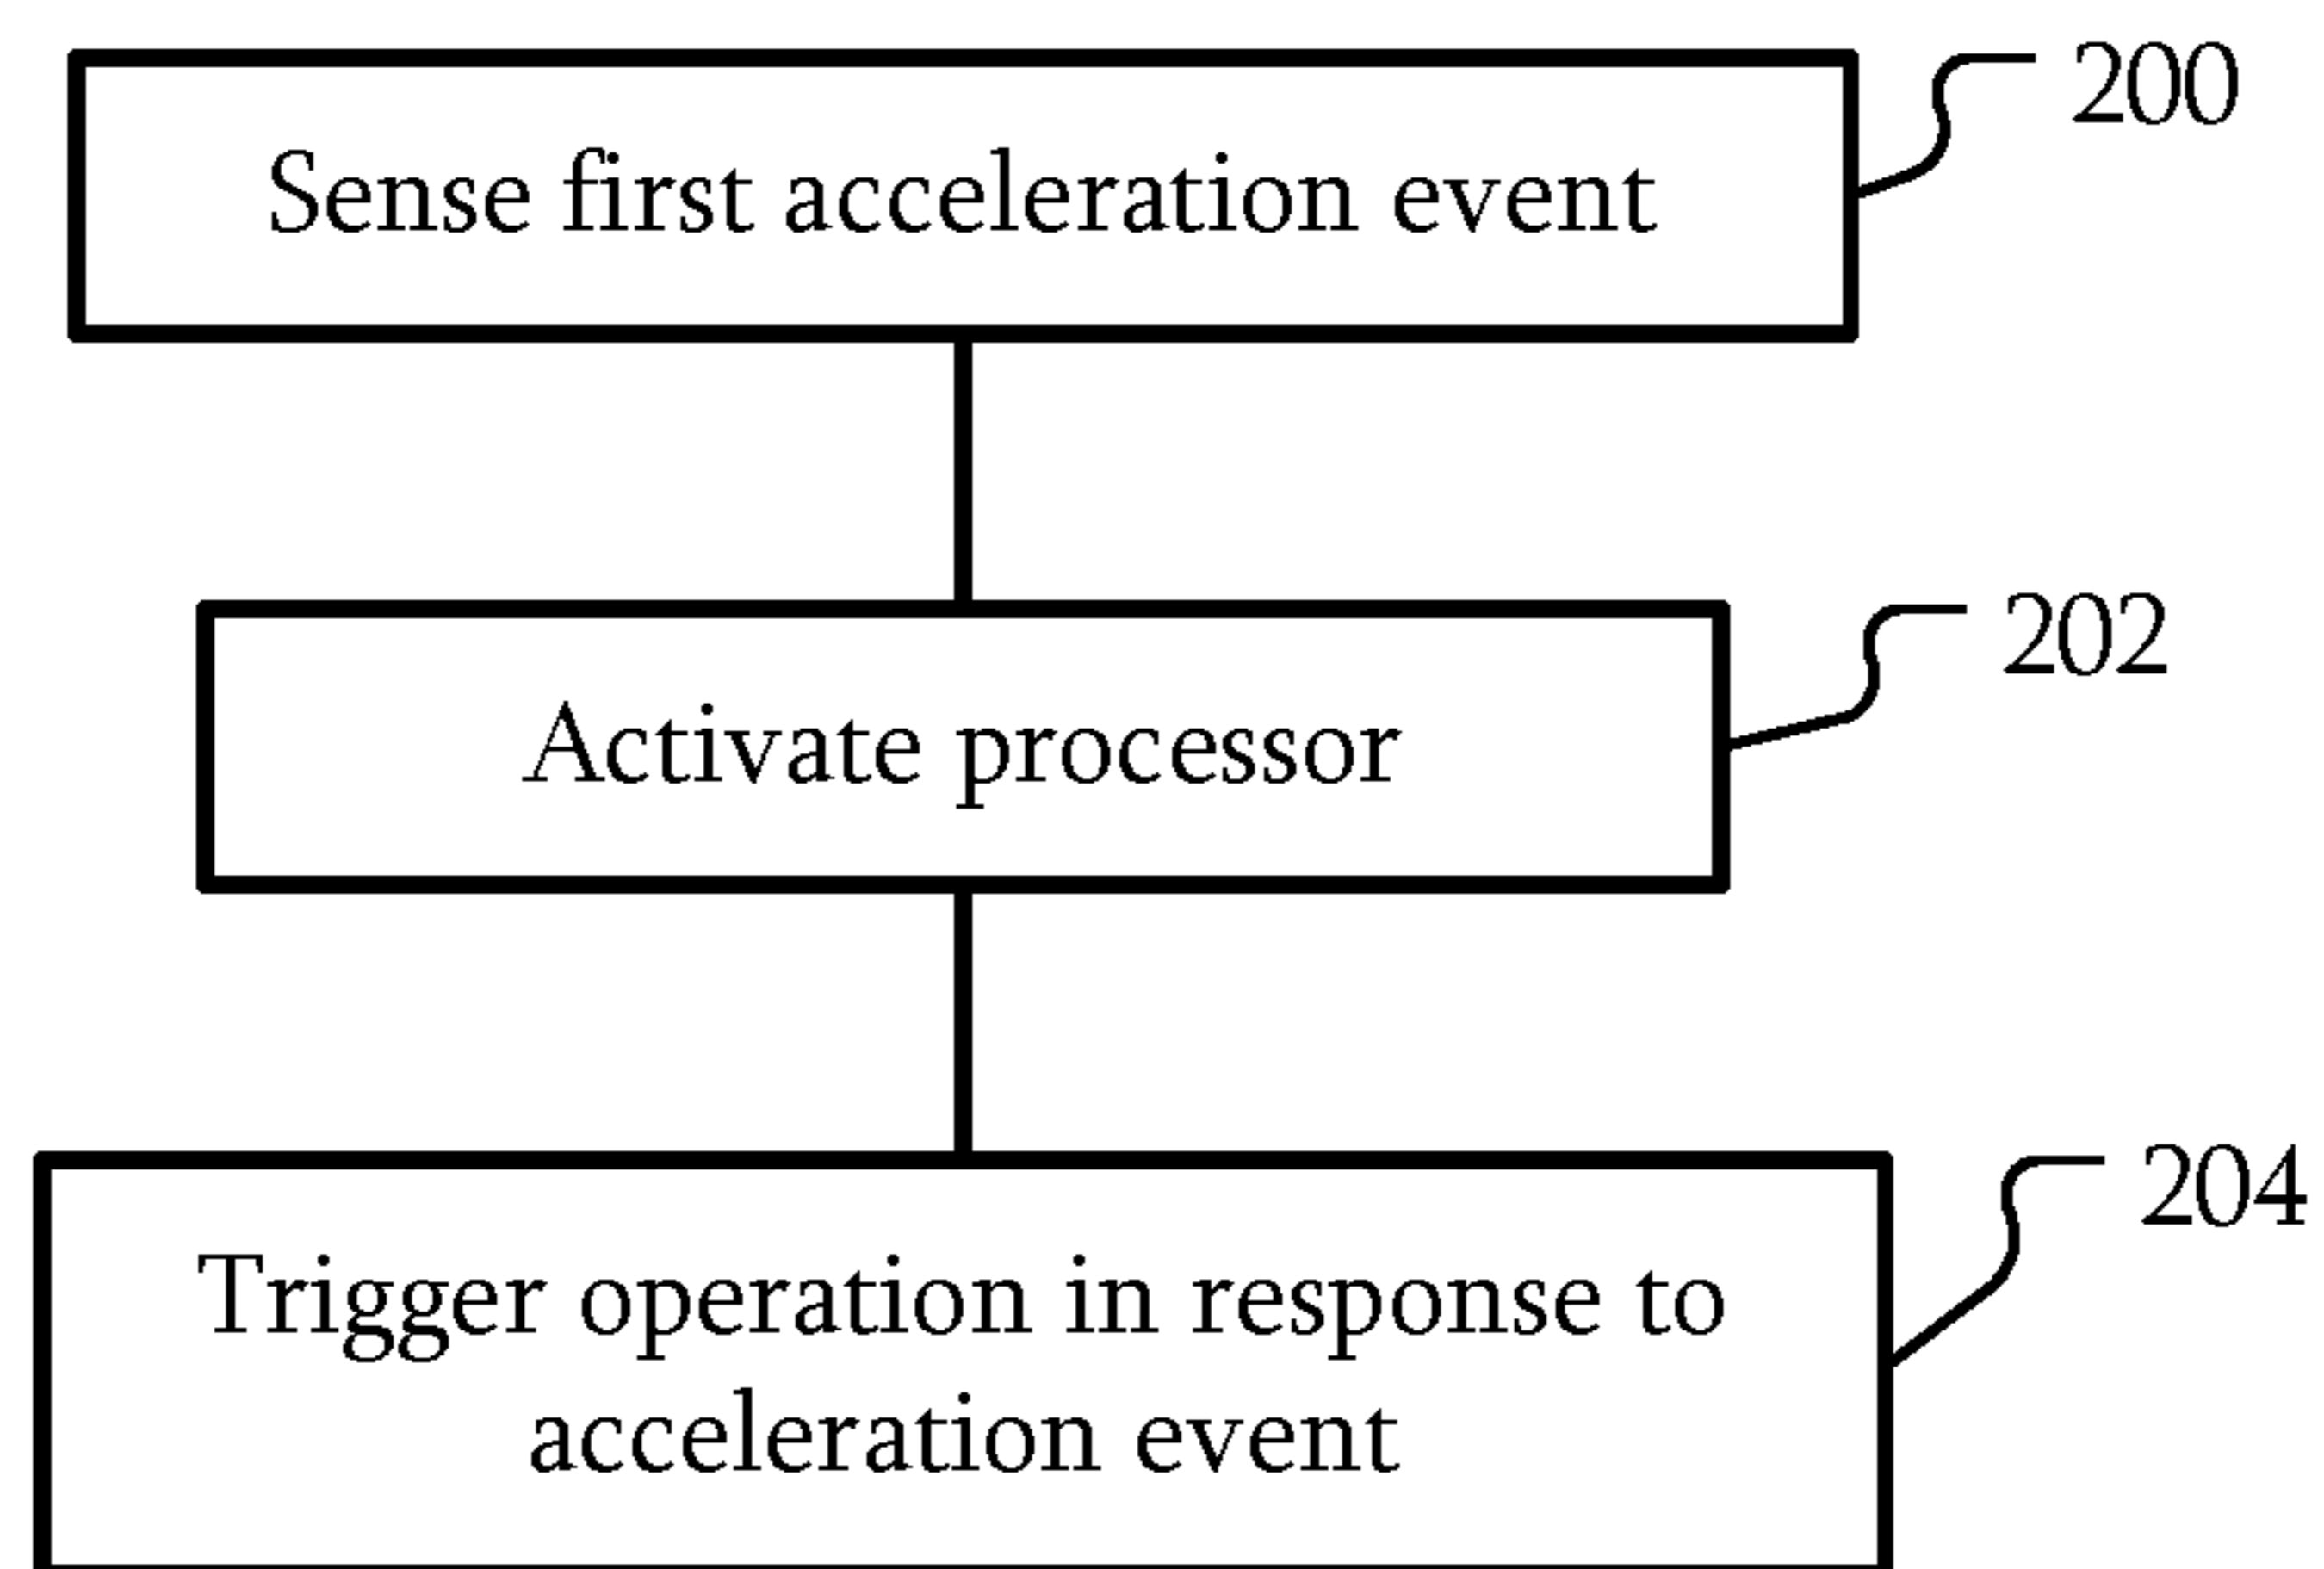 200
Sense first acceleration event
202
Activate processor
204
Trigger operation in response to
acceleration event